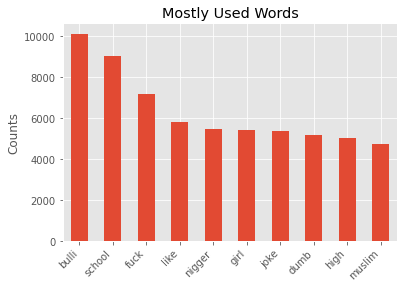 Mostly Used Words
10000
8000
6000
4000
2000
0
Counts
bulli
school
fuck
like
nigger
girl
joke
dumb
high
muslim